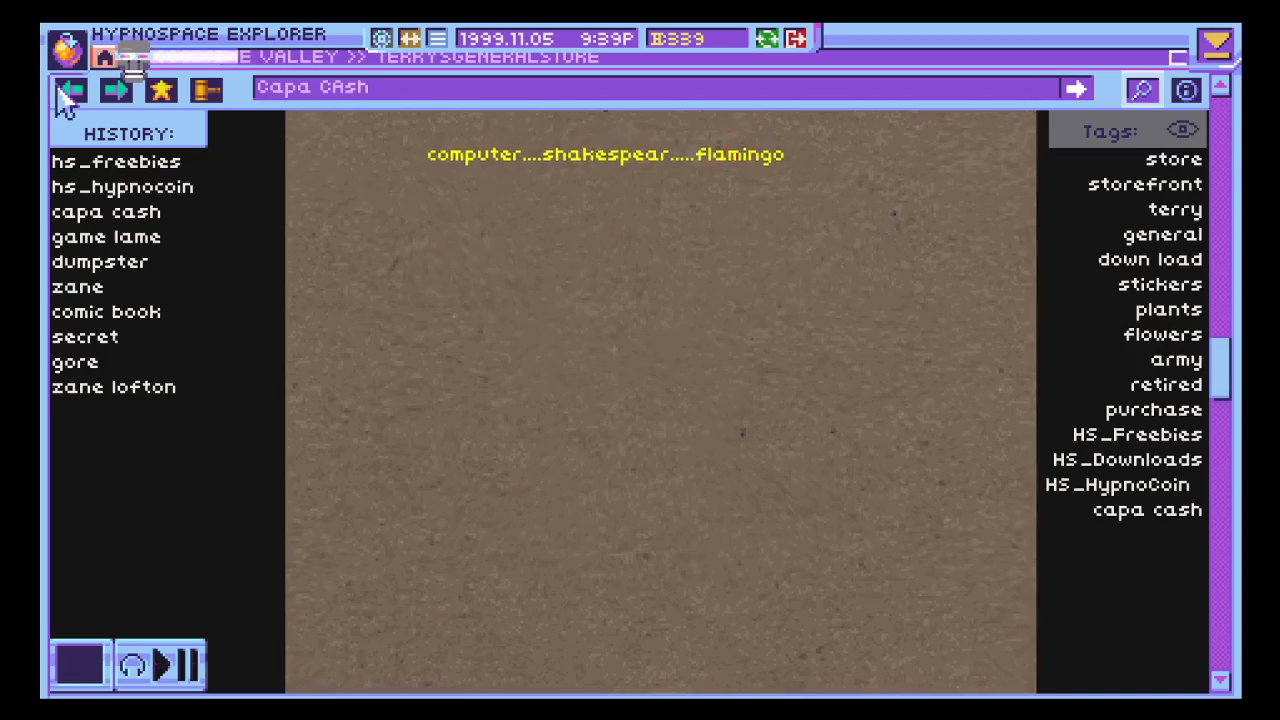 HYPNOSPACE EXPLORER
1999.11.05 9:39P
339
E VALLEY >> TERRYSGENERALSTORE
Capa CAsh
HISTORY:
hs_freebies
hs_hypnocoin
capa cash
game lame
dumpster
zane
comic book
secret
gore
zane lofton
computer....shakespear.....flamingo
Tags:
store
storefront
terry
general
down load
stickers
plants
flowers
army
retired
purchase
HS_Freebies
HS_Downloads
HS_HypnoCoin
capa cash